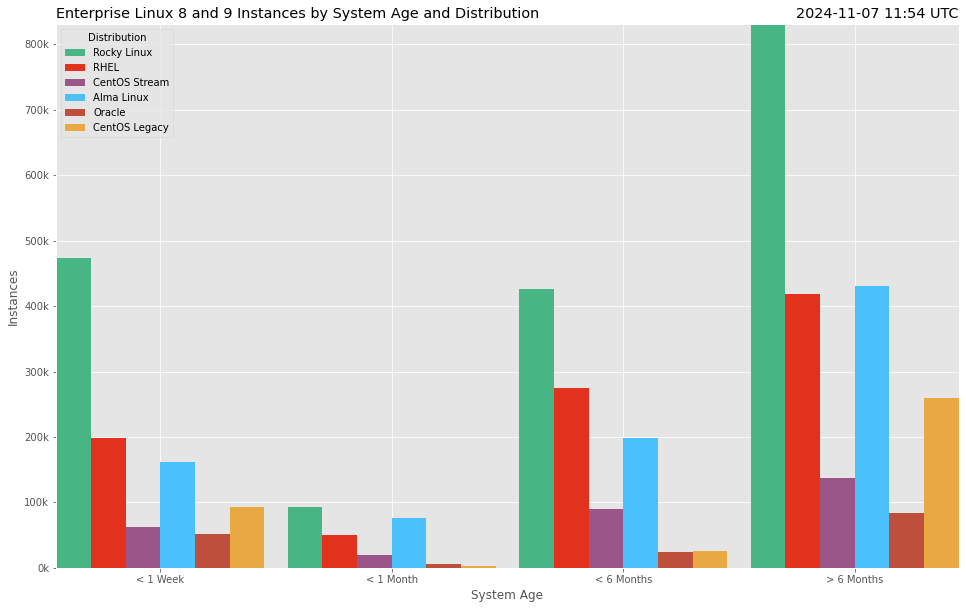 Enterprise Linux 8 and 9 Instances by System Age and Distribution
2024-11-07 11:54 UTC
Distribution
Rocky Linux
RHEL
CentOS Stream
Alma Linux
Oracle
CentOS Legacy
800k
700k
600k
500k
400k
300k
200k
100k
0k
Instances
< 1 Week
< 1 Month
< 6 Months
> 6 Months
System Age